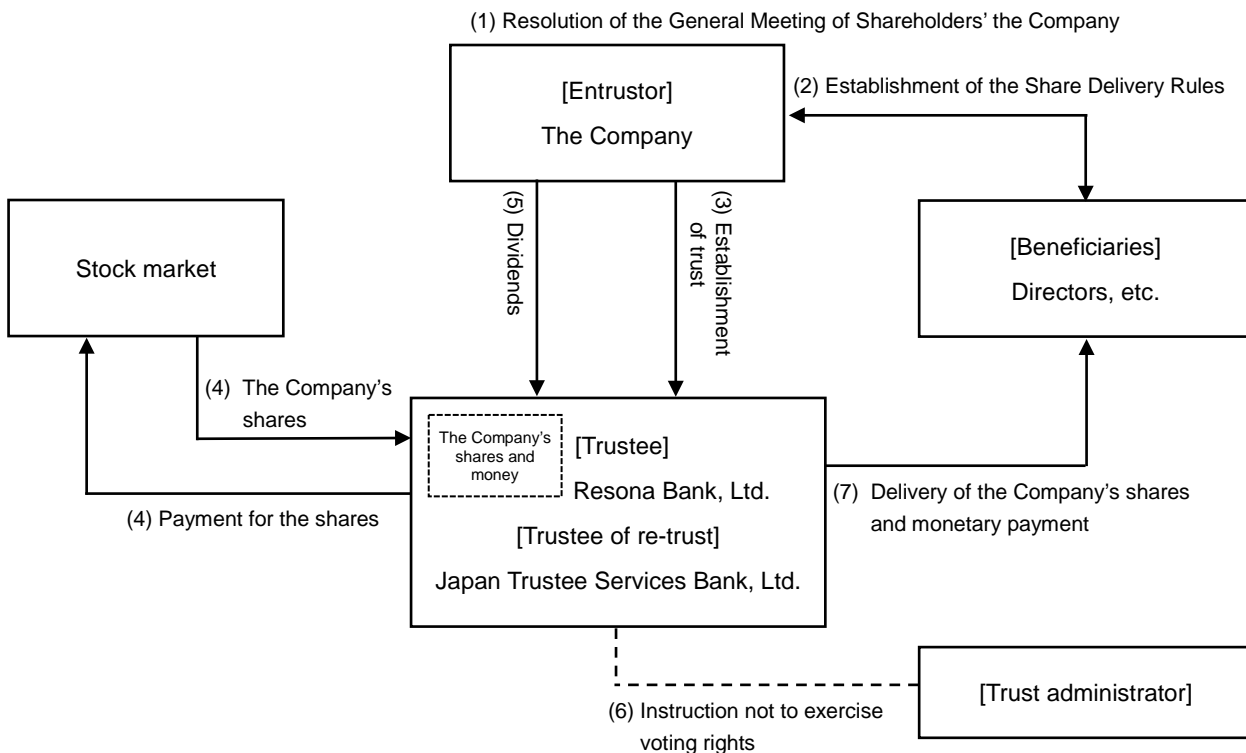 (1) Resolution of the General Meeting of Shareholders’ the Company
[Entrustor]
The Company
(2) Establishment of the Share Delivery Rules
(5) Dividends
(3) Establishment
of trust
Stock market
[Beneficiaries]
Directors, etc.
(4) The Company’s
shares
The Company’s
shares and
money
[Trustee]
Resona Bank, Ltd.
[Trustee of re-trust]
Japan Trustee Services Bank, Ltd.
(4) Payment for the shares
(7) Delivery of the Company’s shares
and monetary payment
[Trust administrator]
(6) Instruction not to exercise
voting rights